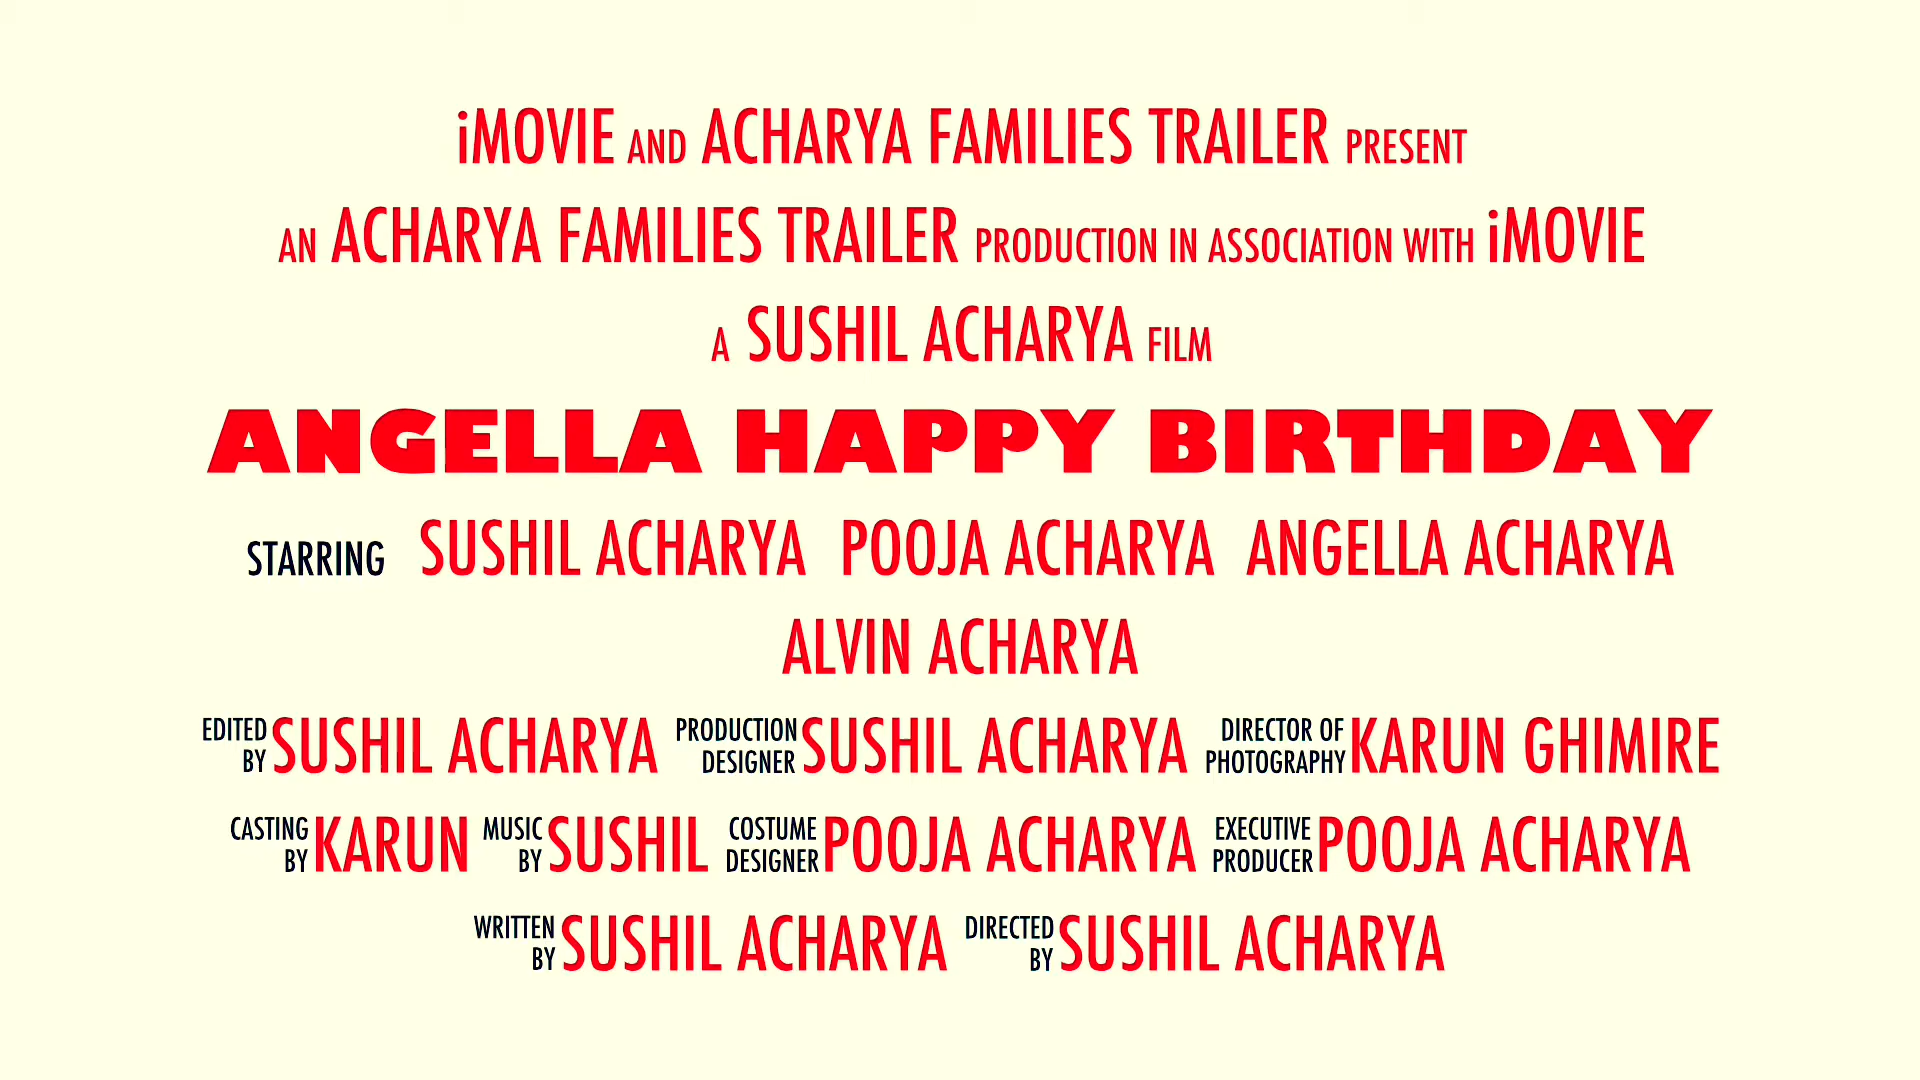 iMOVIE AND ACHARYA FAMILIES TRAILER PRESENT
AN ACHARYA FAMILIES TRAILER PRODUCTION IN ASSOCIATION WITH iMOVIE
A SUSHIL ACHARYA FILM
ANGELLA HAPPY BIRTHDAY
STARRING SUSHIL ACHARYA POOJA ACHARYA ANGELLA ACHARYA
ALVIN ACHARYA
EDITED BY SUSHIL ACHARYA PRODUCTION DESIGNER SUSHIL ACHARYA DIRECTOR OF PHOTOGRAPHY KARUN GHIMIRE
CASTING BY KARUN MUSIC BY SUSHIL COSTUME DESIGNER POOJA ACHARYA EXECUTIVE PRODUCER POOJA ACHARYA
WRITTEN BY SUSHIL ACHARYA DIRECTED BY SUSHIL ACHARYA